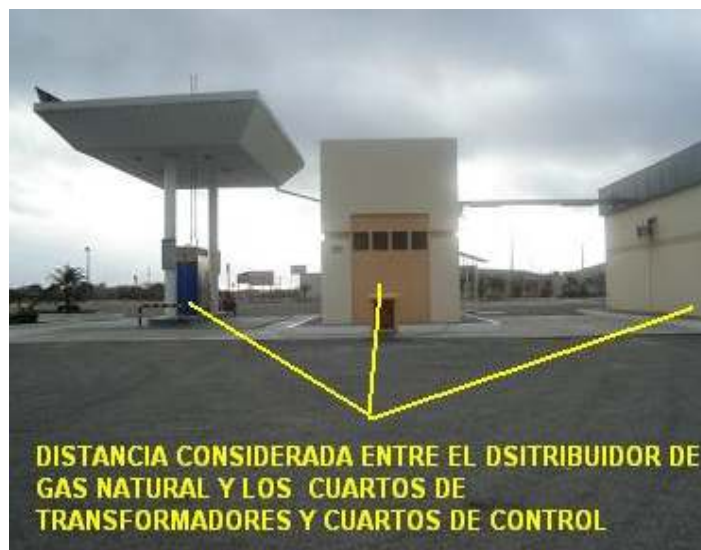 DISTANCIA CONSIDERADA ENTRE EL DSITRIBUIDOR DE
GAS NATURAL Y LOS CUARTOS DE
TRANSFORMADORES Y CUARTOS DE CONTROL